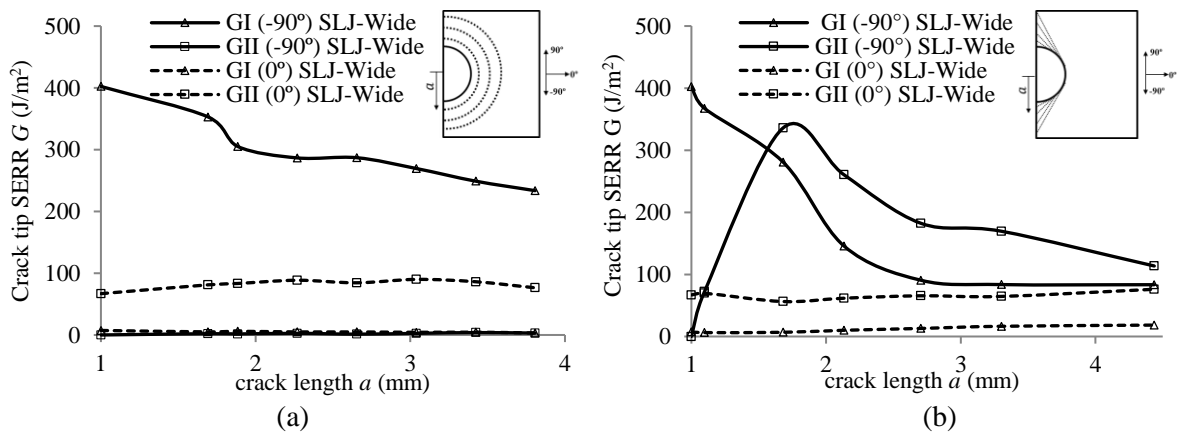 500
400
300
200
100
0
Crack tip SERR G (J/m²)
GI (-90º) SLJ-Wide
GII (-90º) SLJ-Wide
GI (0º) SLJ-Wide
GII (0º) SLJ-Wide
a
90°
0°
-90°
1
2
3
4
crack length a (mm)
(a)
500
400
300
200
100
0
Crack tip SERR G (J/m²)
GI (-90°) SLJ-Wide
GII (-90°) SLJ-Wide
GI (0°) SLJ-Wide
GII (0°) SLJ-Wide
a
90°
0°
-90°
1
2
3
4
crack length a (mm)
(b)